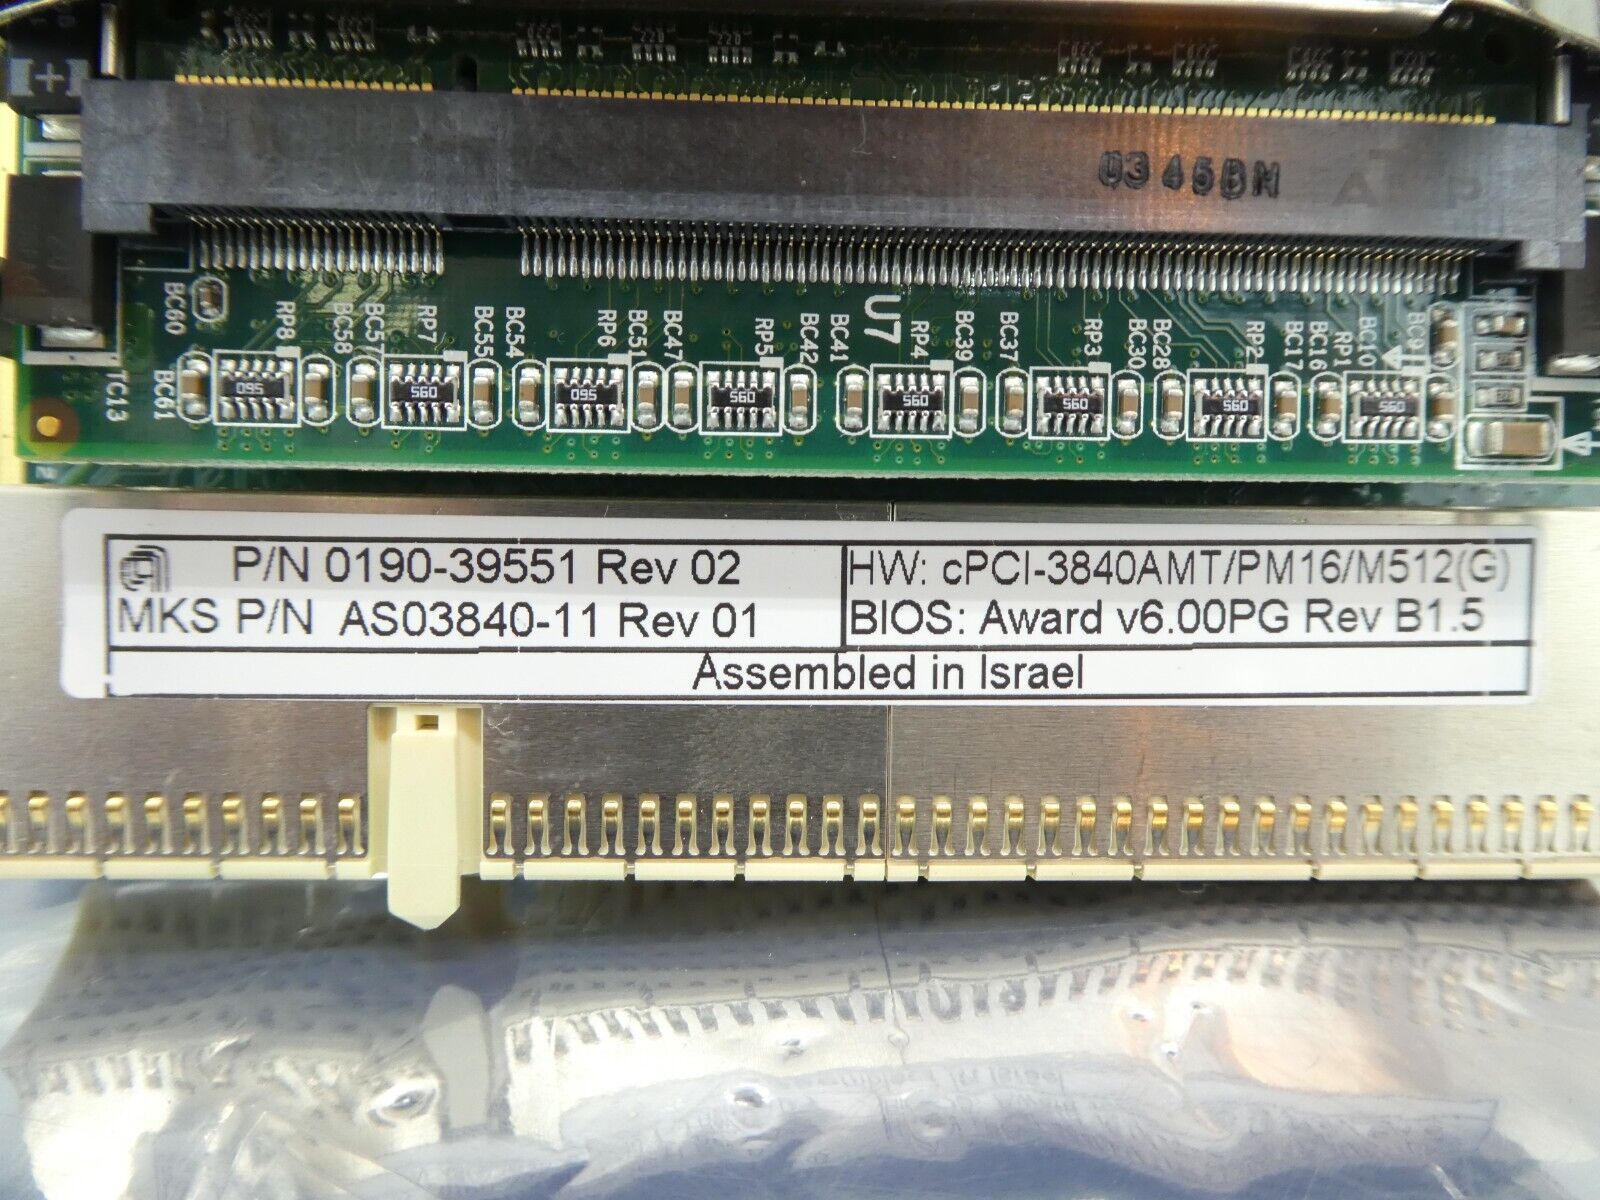 220
220
0345BN
U7
BC60
RP8
BC58
BC57
RP7
BC55
BC54
RP6
BC51
BC47
RP5
BC42
BC41
RP4
BC39
BC37
RP3
BC30
BC28
RP2
BC17
BC16
RP1
BC10
BC9
TC13
BC61
560
560
560
560
560
560
560
560
P/N 0190-39551 Rev 02
MKS P/N AS03840-11 Rev 01
HW: cPCI-3840AMT/PM16/M512(G)
BIOS: Award v6.00PG Rev B1.5
Assembled in Israel